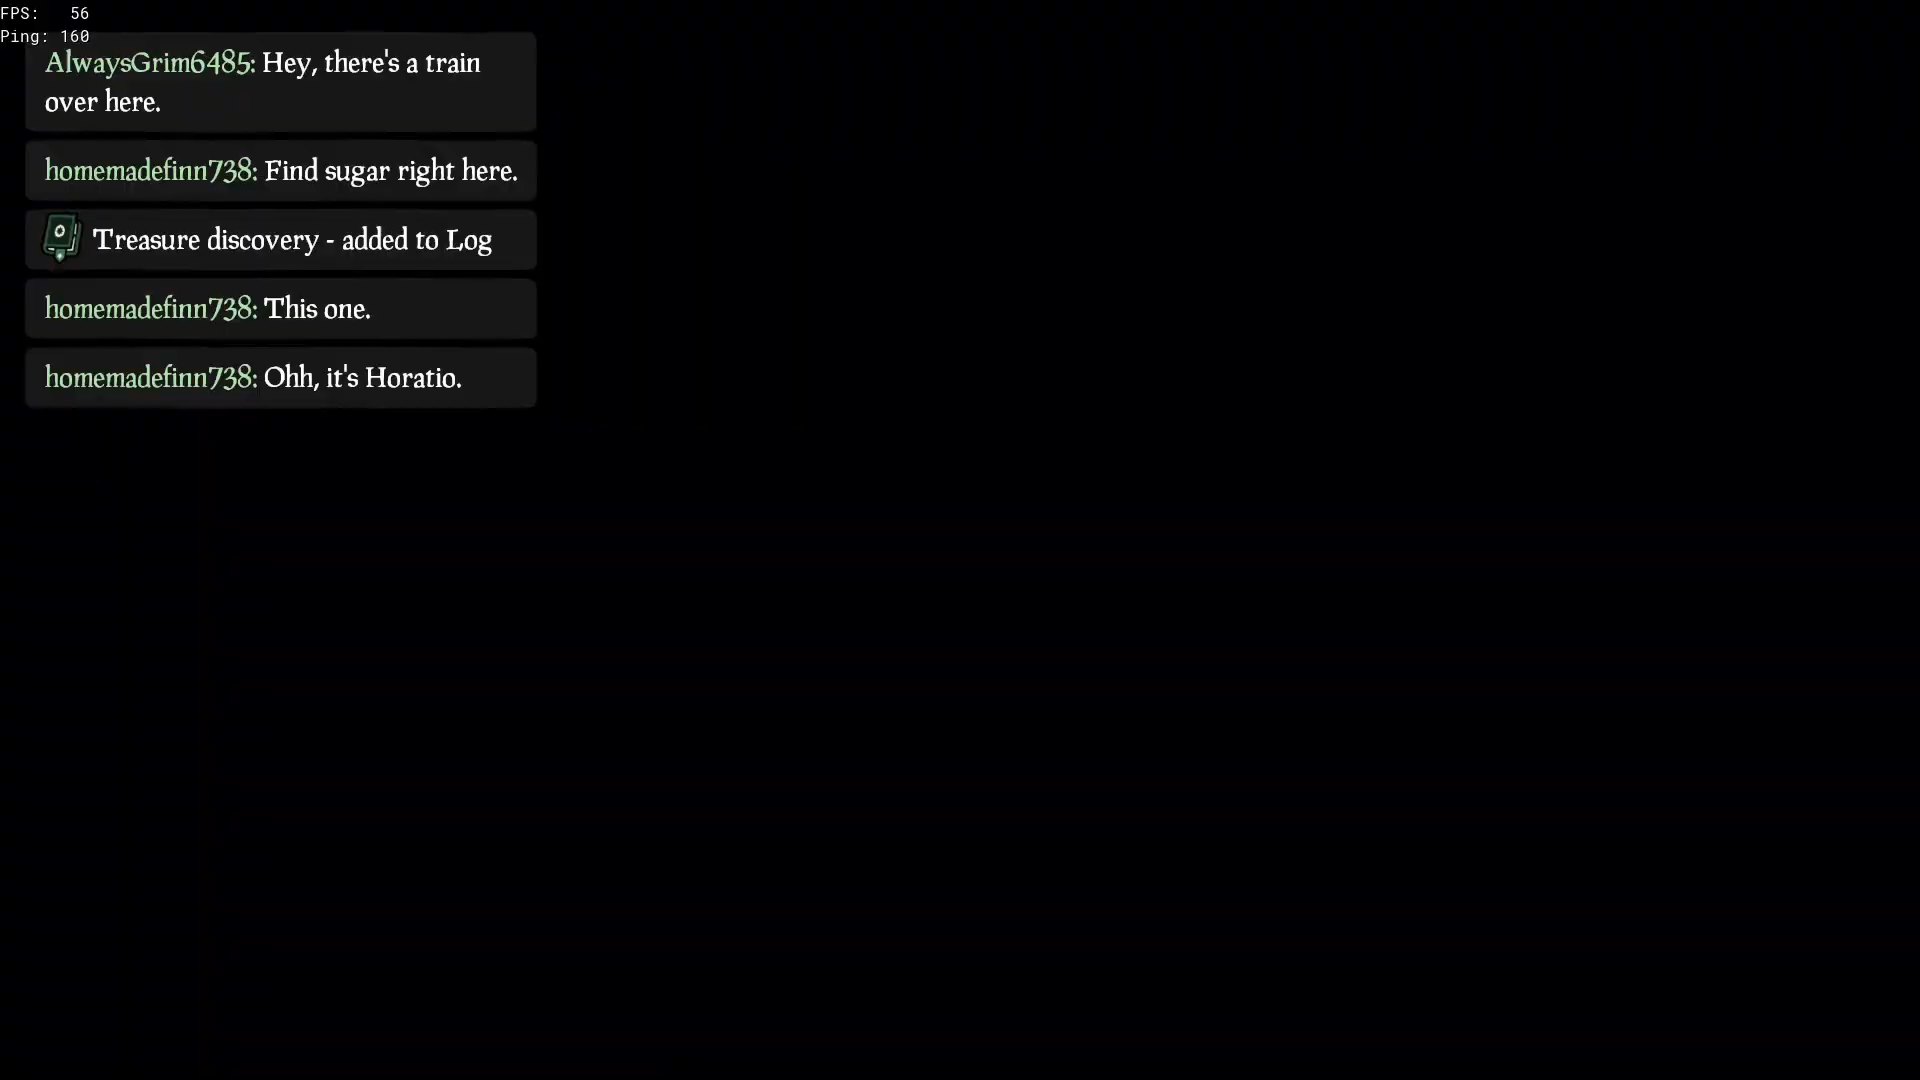 FPS: 56
Ping: 160
AlwaysGrim6485: Hey, there's a train
over here.
homemadefinn738: Find sugar right here.
Treasure discovery - added to Log
homemadefinn738: This one.
homemadefinn738: Ohh, it's Horatio.